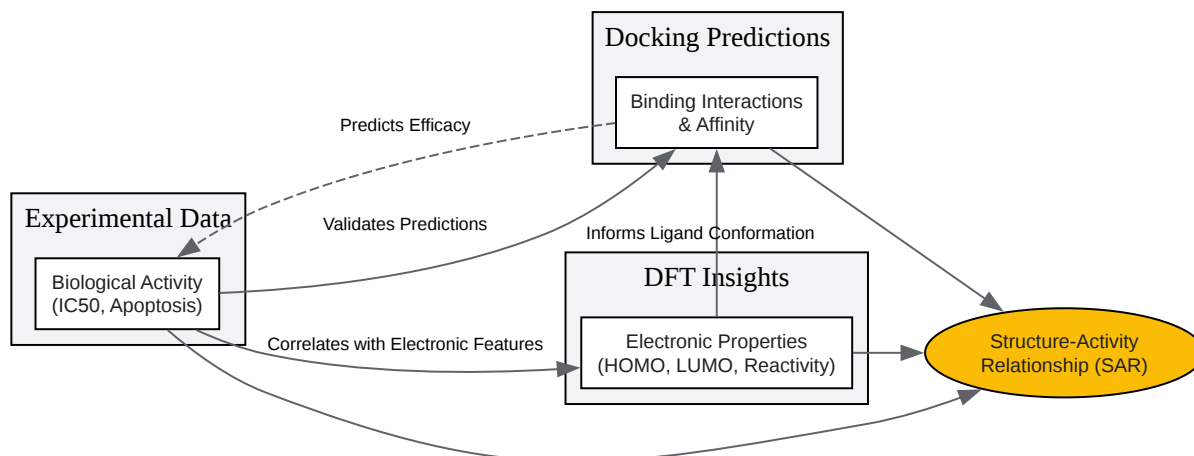 Docking Predictions
Binding Interactions
& Affinity
Predicts Efficacy
Experimental Data
Biological Activity
(IC50, Apoptosis)
Validates Predictions
Informs Ligand Conformation
DFT Insights
Electronic Properties
(HOMO, LUMO, Reactivity)
Correlates with Electronic Features
Structure-Activity
Relationship (SAR)